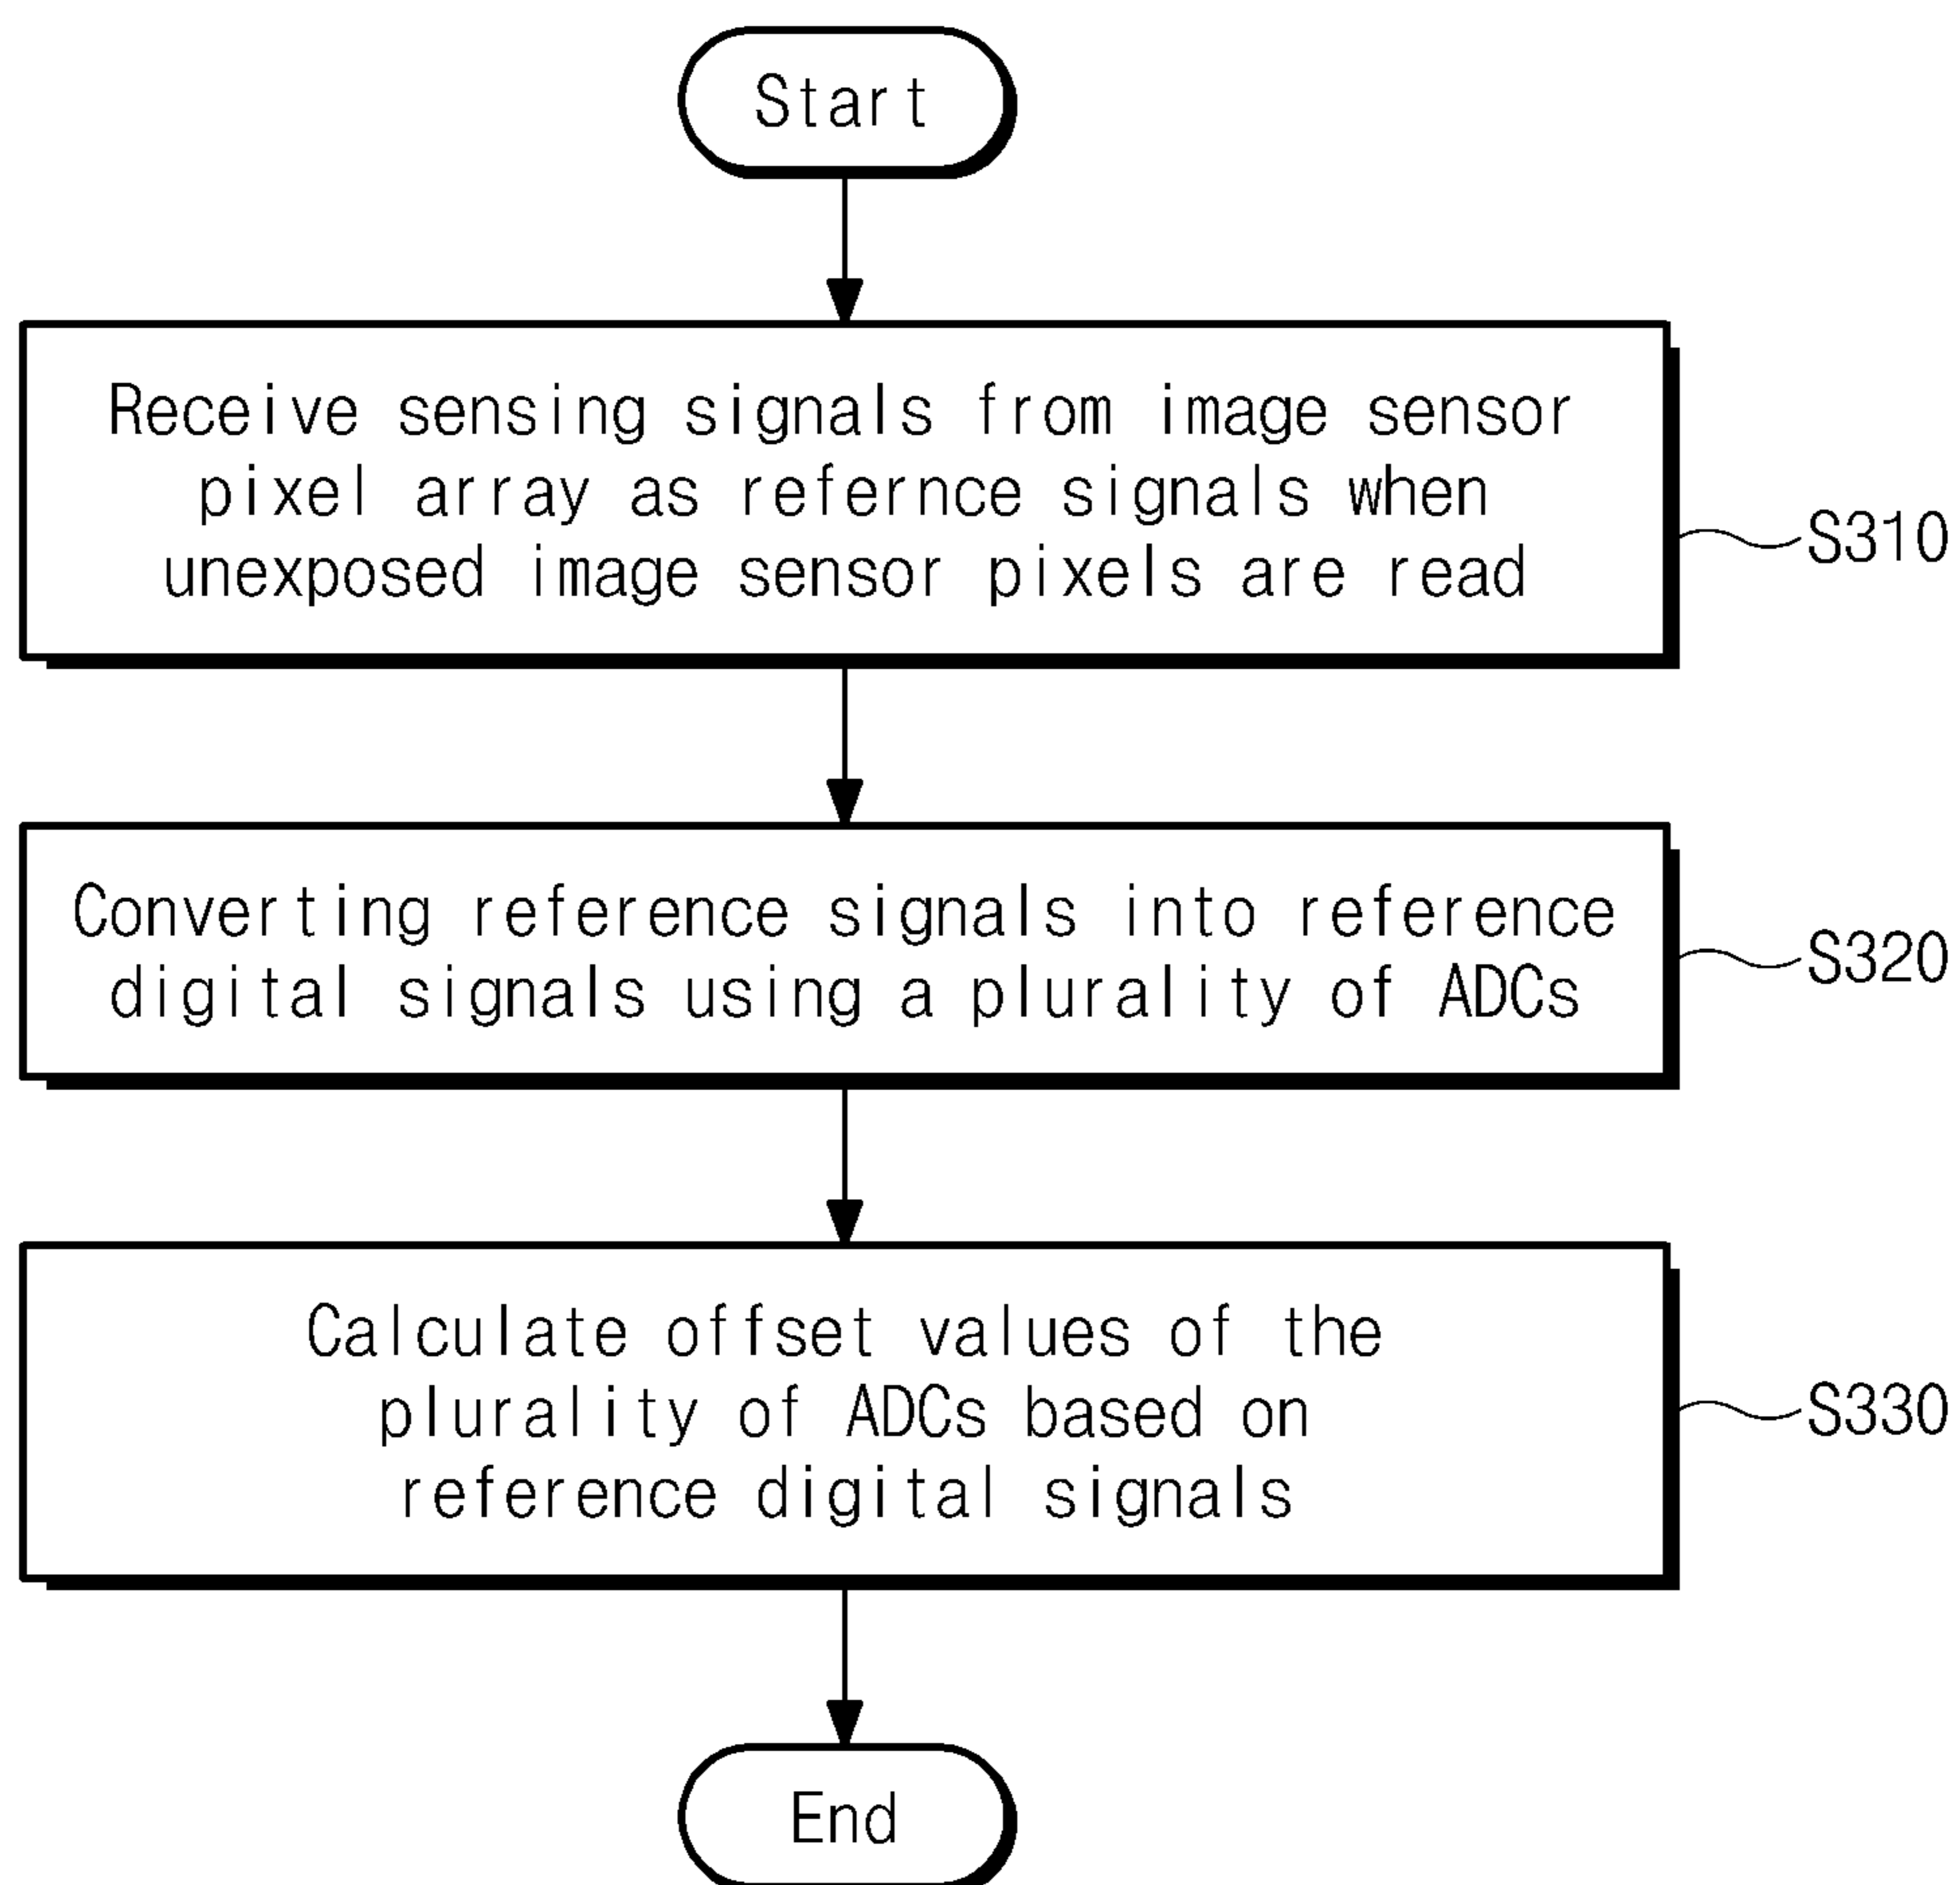 Start
Receive sensing signals from image sensor
pixel array as refernce signals when
unexposed image sensor pixels are read
S310
Converting reference signals into reference
digital signals using a plurality of ADCs
S320
Calculate offset values of the
plurality of ADCs based on
reference digital signals
S330
End